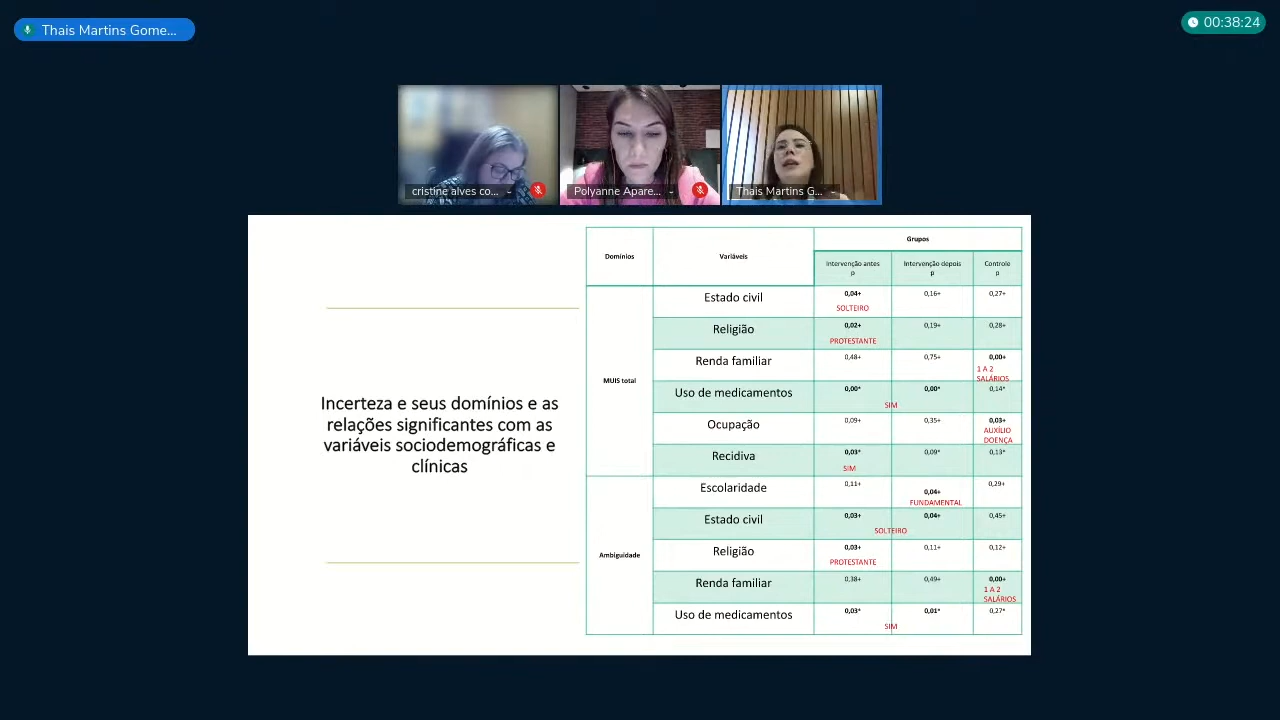 Thais Martins Gome...
00:38:24
cristine alves co...
Polyanne Apare...
Thais Martins G...
Incerteza e seus domínios e as
relações significantes com as
variáveis sociodemográficas e
clínicas
Domínios
Variáveis
Grupos
Intervenção antes
p
Intervenção depois
p
Controle
p
MUIS total
Estado civil
0,04+
SOLTEIRO
0,16+
0,27+
Religião
0,02+
PROTESTANTE
0,19+
0,28+
Renda familiar
0,48+
0,75+
0,00+
1 A 2
SALÁRIOS
Uso de medicamentos
0,00*
0,00*
SIM
0,14*
Ocupação
0,09+
0,35+
0,03+
AUXÍLIO
DOENÇA
Recidiva
0,03*
SIM
0,09*
0,13*
Ambiguidade
Escolaridade
0,11+
0,04+
FUNDAMENTAL
0,29+
Estado civil
0,03+
0,04+
SOLTEIRO
0,45+
Religião
0,03+
PROTESTANTE
0,11+
0,12+
Renda familiar
0,38+
0,49+
0,00+
1 A 2
SALÁRIOS
Uso de medicamentos
0,03*
0,01*
SIM
0,27*